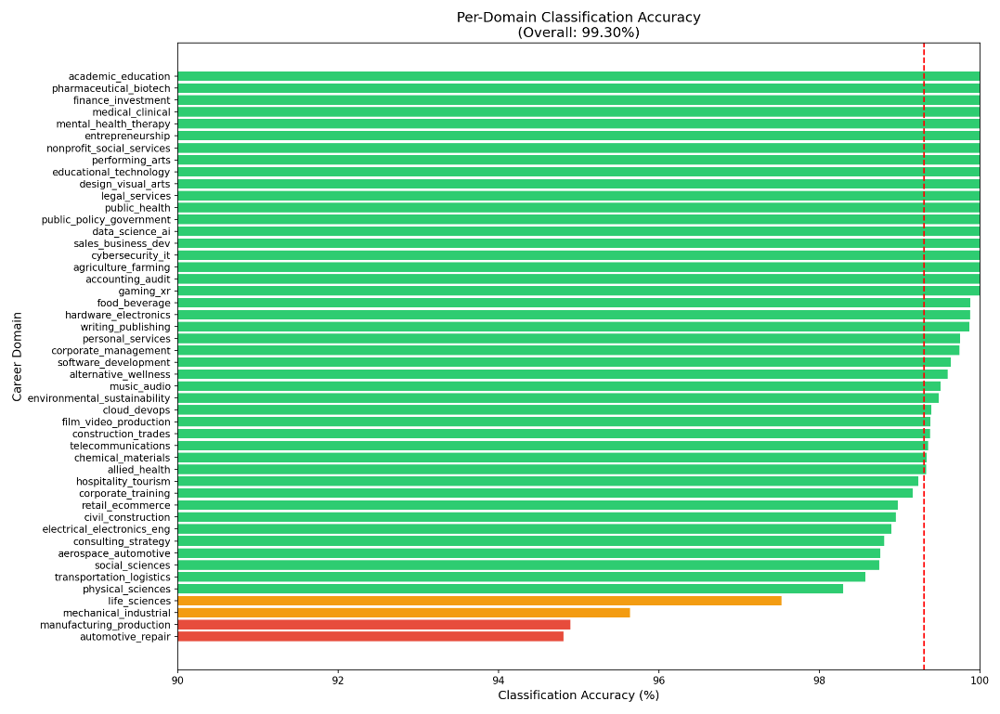 Per-Domain Classification Accuracy
(Overall: 99.30%)
Career Domain
academic_education
pharmaceutical_biotech
finance_investment
medical_clinical
mental_health_therapy
entrepreneurship
nonprofit_social_services
performing_arts
educational_technology
design_visual_arts
legal_services
public_health
public_policy_government
data_science_ai
sales_business_dev
cybersecurity_it
agriculture_farming
accounting_audit
gaming_xr
food_beverage
hardware_electronics
writing_publishing
personal_services
corporate_management
software_development
alternative_wellness
music_audio
environmental_sustainability
cloud_devops
film_video_production
construction_trades
telecommunications
chemical_materials
allied_health
hospitality_tourism
corporate_training
retail_ecommerce
civil_construction
electrical_electronics_eng
consulting_strategy
aerospace_automotive
social_sciences
transportation_logistics
physical_sciences
life_sciences
mechanical_industrial
manufacturing_production
automotive_repair
90 92 94 96 98 100
Classification Accuracy (%)